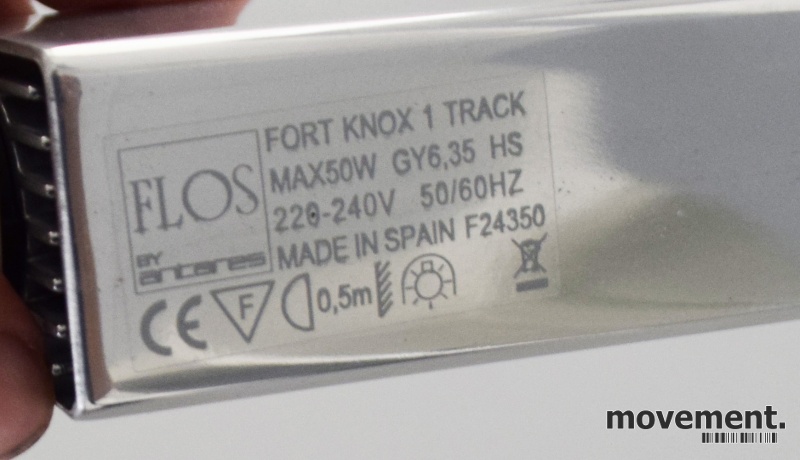 FLOS
BY
antares
FORT KNOX 1 TRACK
MAX50W GY6,35 HS
220-240V 50/60HZ
MADE IN SPAIN F24350
CE F 0,5m
movement.